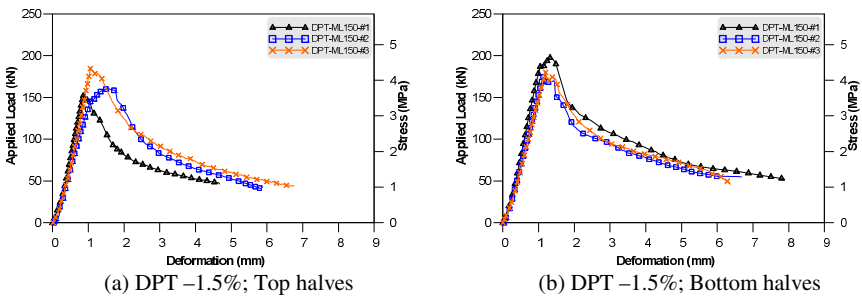 DPT-ML150-#1
DPT-ML150-#2
DPT-ML150-#3
250
200
150
100
50
0
Applied Load (kN)
5
4
3
2
1
0
Stress (MPa)
0 1 2 3 4 5 6 7 8 9
Deformation (mm)
(a) DPT –1.5%; Top halves
DPT-ML150-#1
DPT-ML150-#2
DPT-ML150-#3
250
200
150
100
50
0
Applied Load (kN)
5
4
3
2
1
0
Stress (MPa)
0 1 2 3 4 5 6 7 8 9
Deformation (mm)
(b) DPT –1.5%; Bottom halves